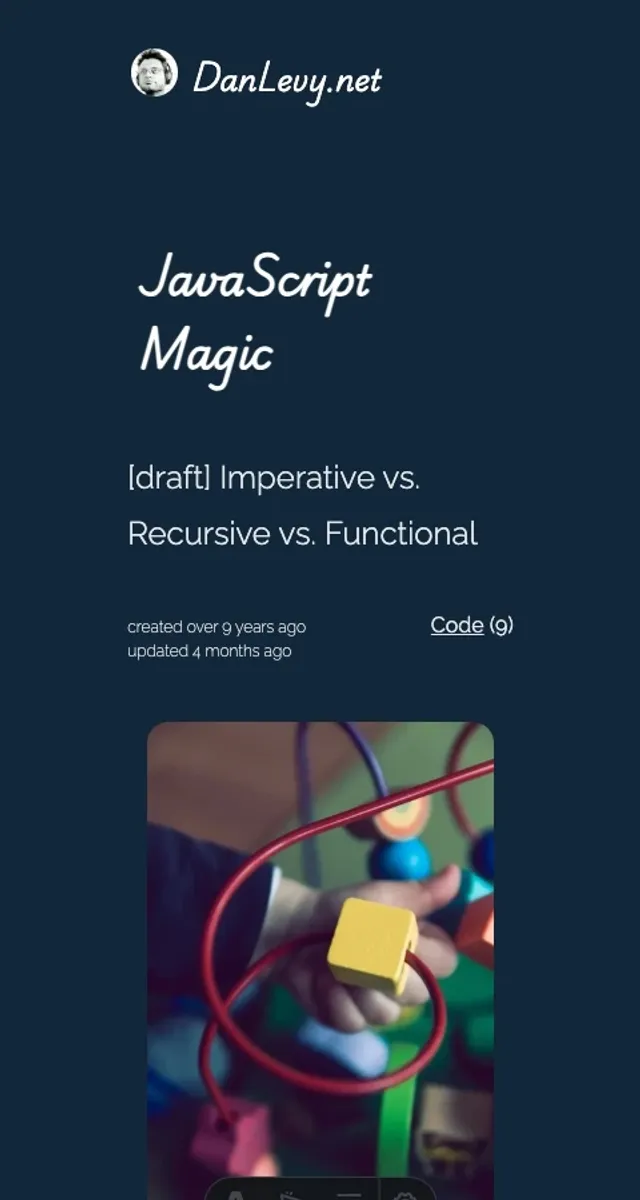 DanLevy.net
JavaScript
Magic
[draft] Imperative vs.
Recursive vs. Functional
created over 9 years ago
updated 4 months ago
Code (9)